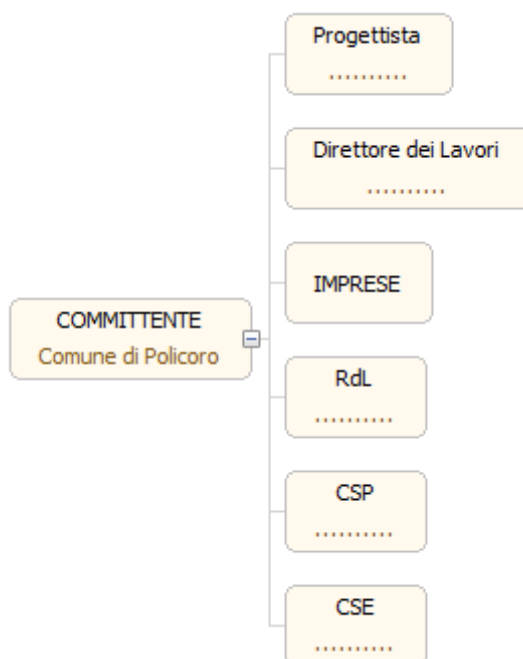 Progettista
..........
Direttore dei Lavori
..........
IMPRESE
COMMITTENTE
Comune di Policoro
RdL
..........
CSP
..........
CSE
..........